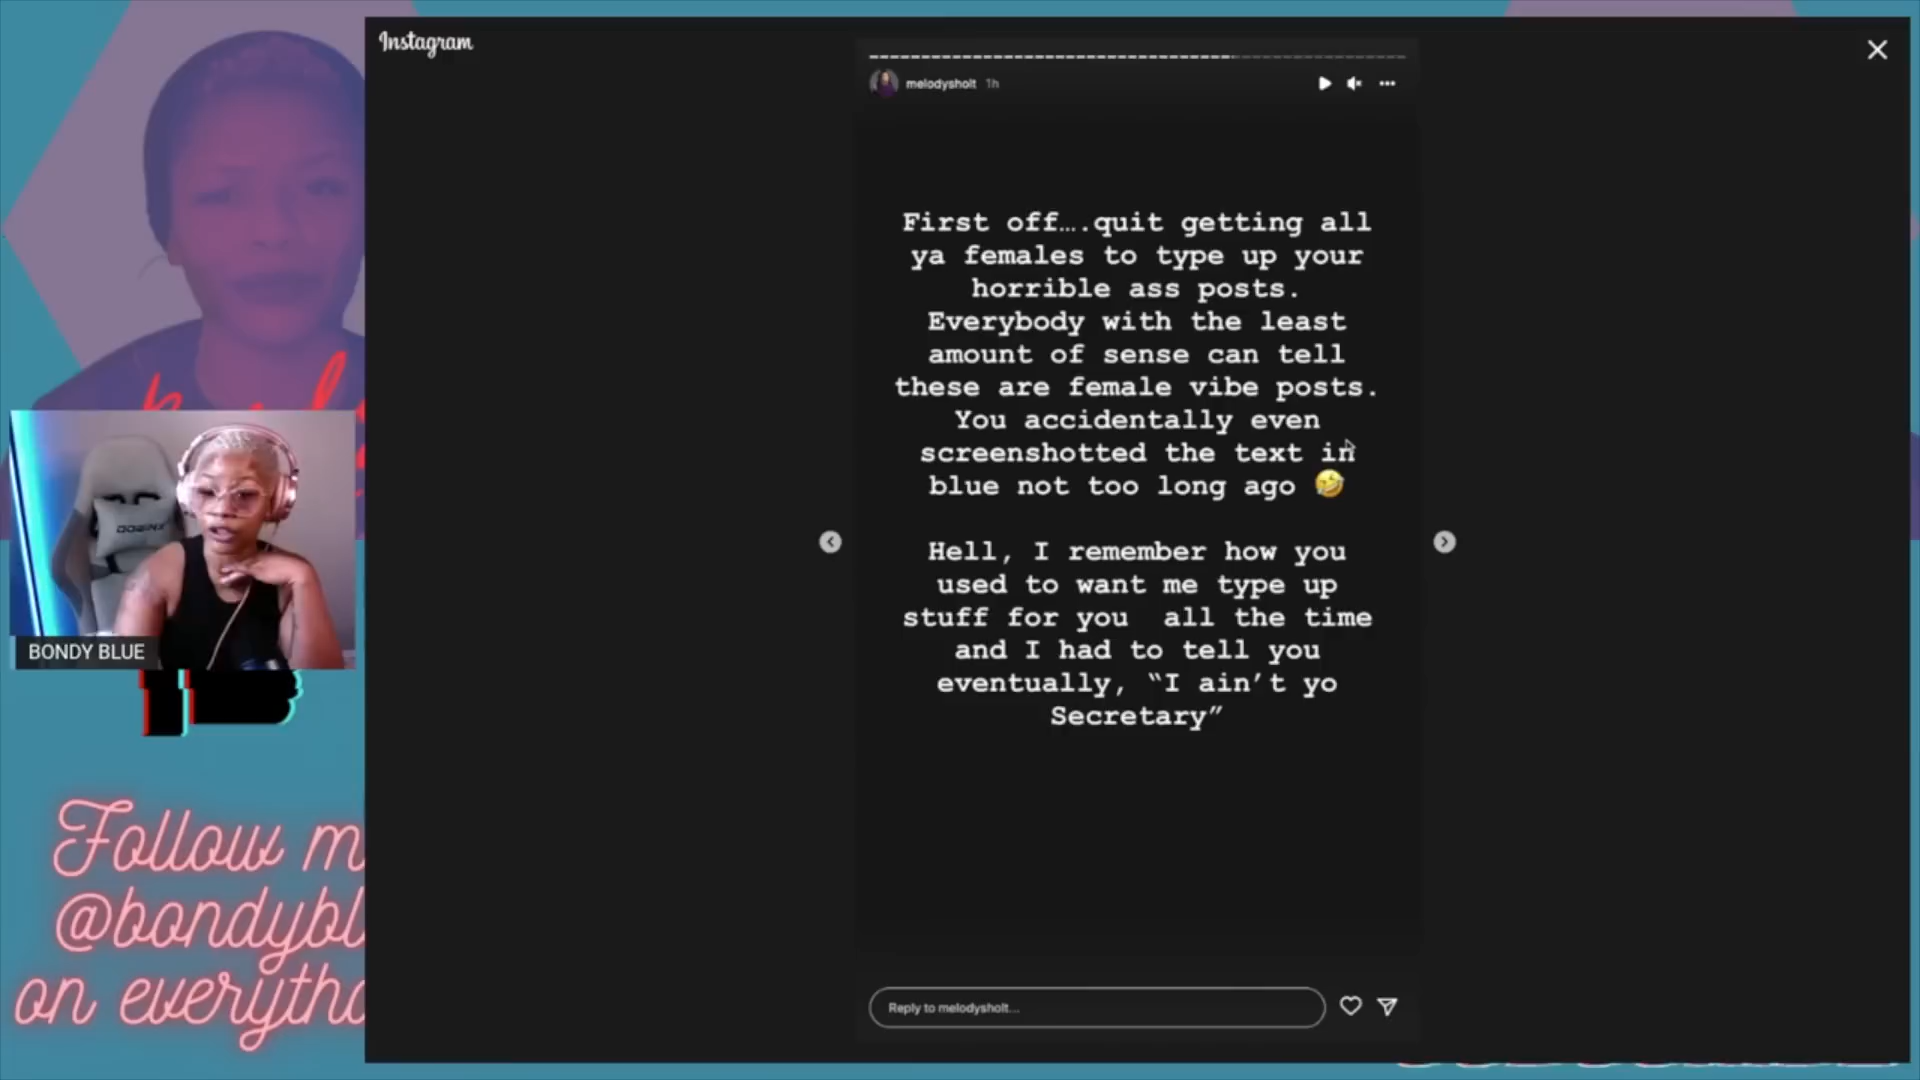 Instagram
melodysholt 1h
First off....quit getting all
ya females to type up your
horrible ass posts.
Everybody with the least
amount of sense can tell
these are female vibe posts.
You accidentally even
screenshotted the text in
blue not too long ago 🤣
Hell, I remember how you
used to want me type up
stuff for you all the time
and I had to tell you
eventually, “I ain’t yo
Secretary”
Reply to melodysholt...
BONDY BLUE
Follow m
@bondybl
on everyth